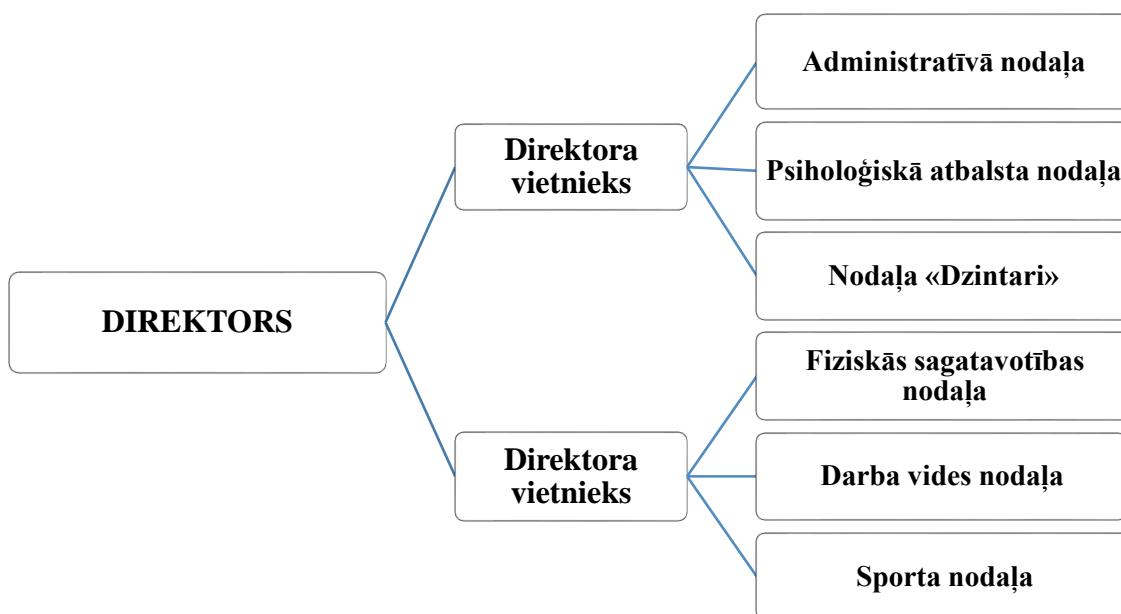 Administratīvā nodaļa
Direktora
vietnieks
Psiholoģiskā atbalsta nodaļa
Nodaļa «Dzintari»
DIREKTORS
Fiziskās sagatavotības
nodaļa
Direktora
vietnieks
Darba vides nodaļa
Sporta nodaļa